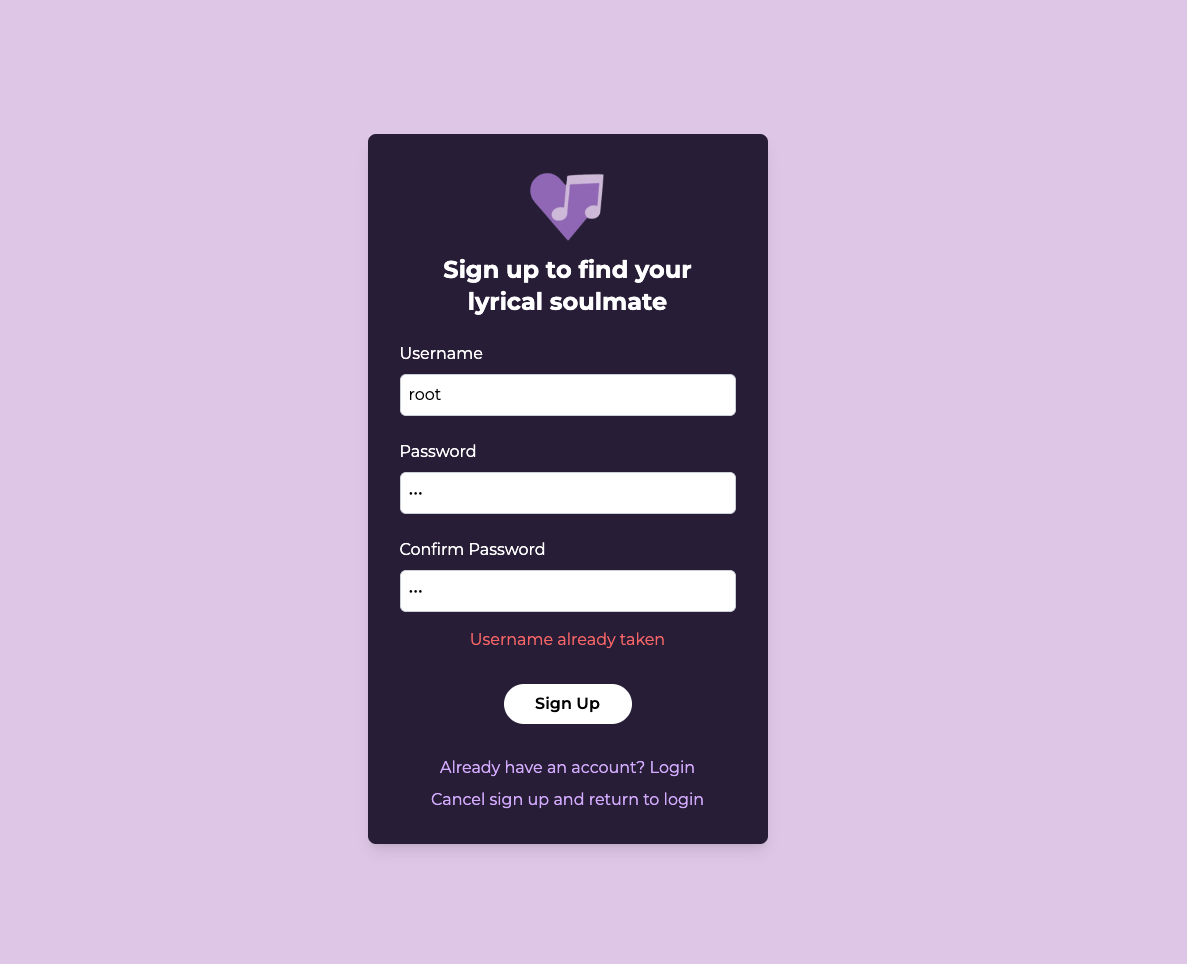 Sign up to find your
lyrical soulmate
Username
root
Password
•••
Confirm Password
•••
Username already taken
Sign Up
Already have an account? Login
Cancel sign up and return to login